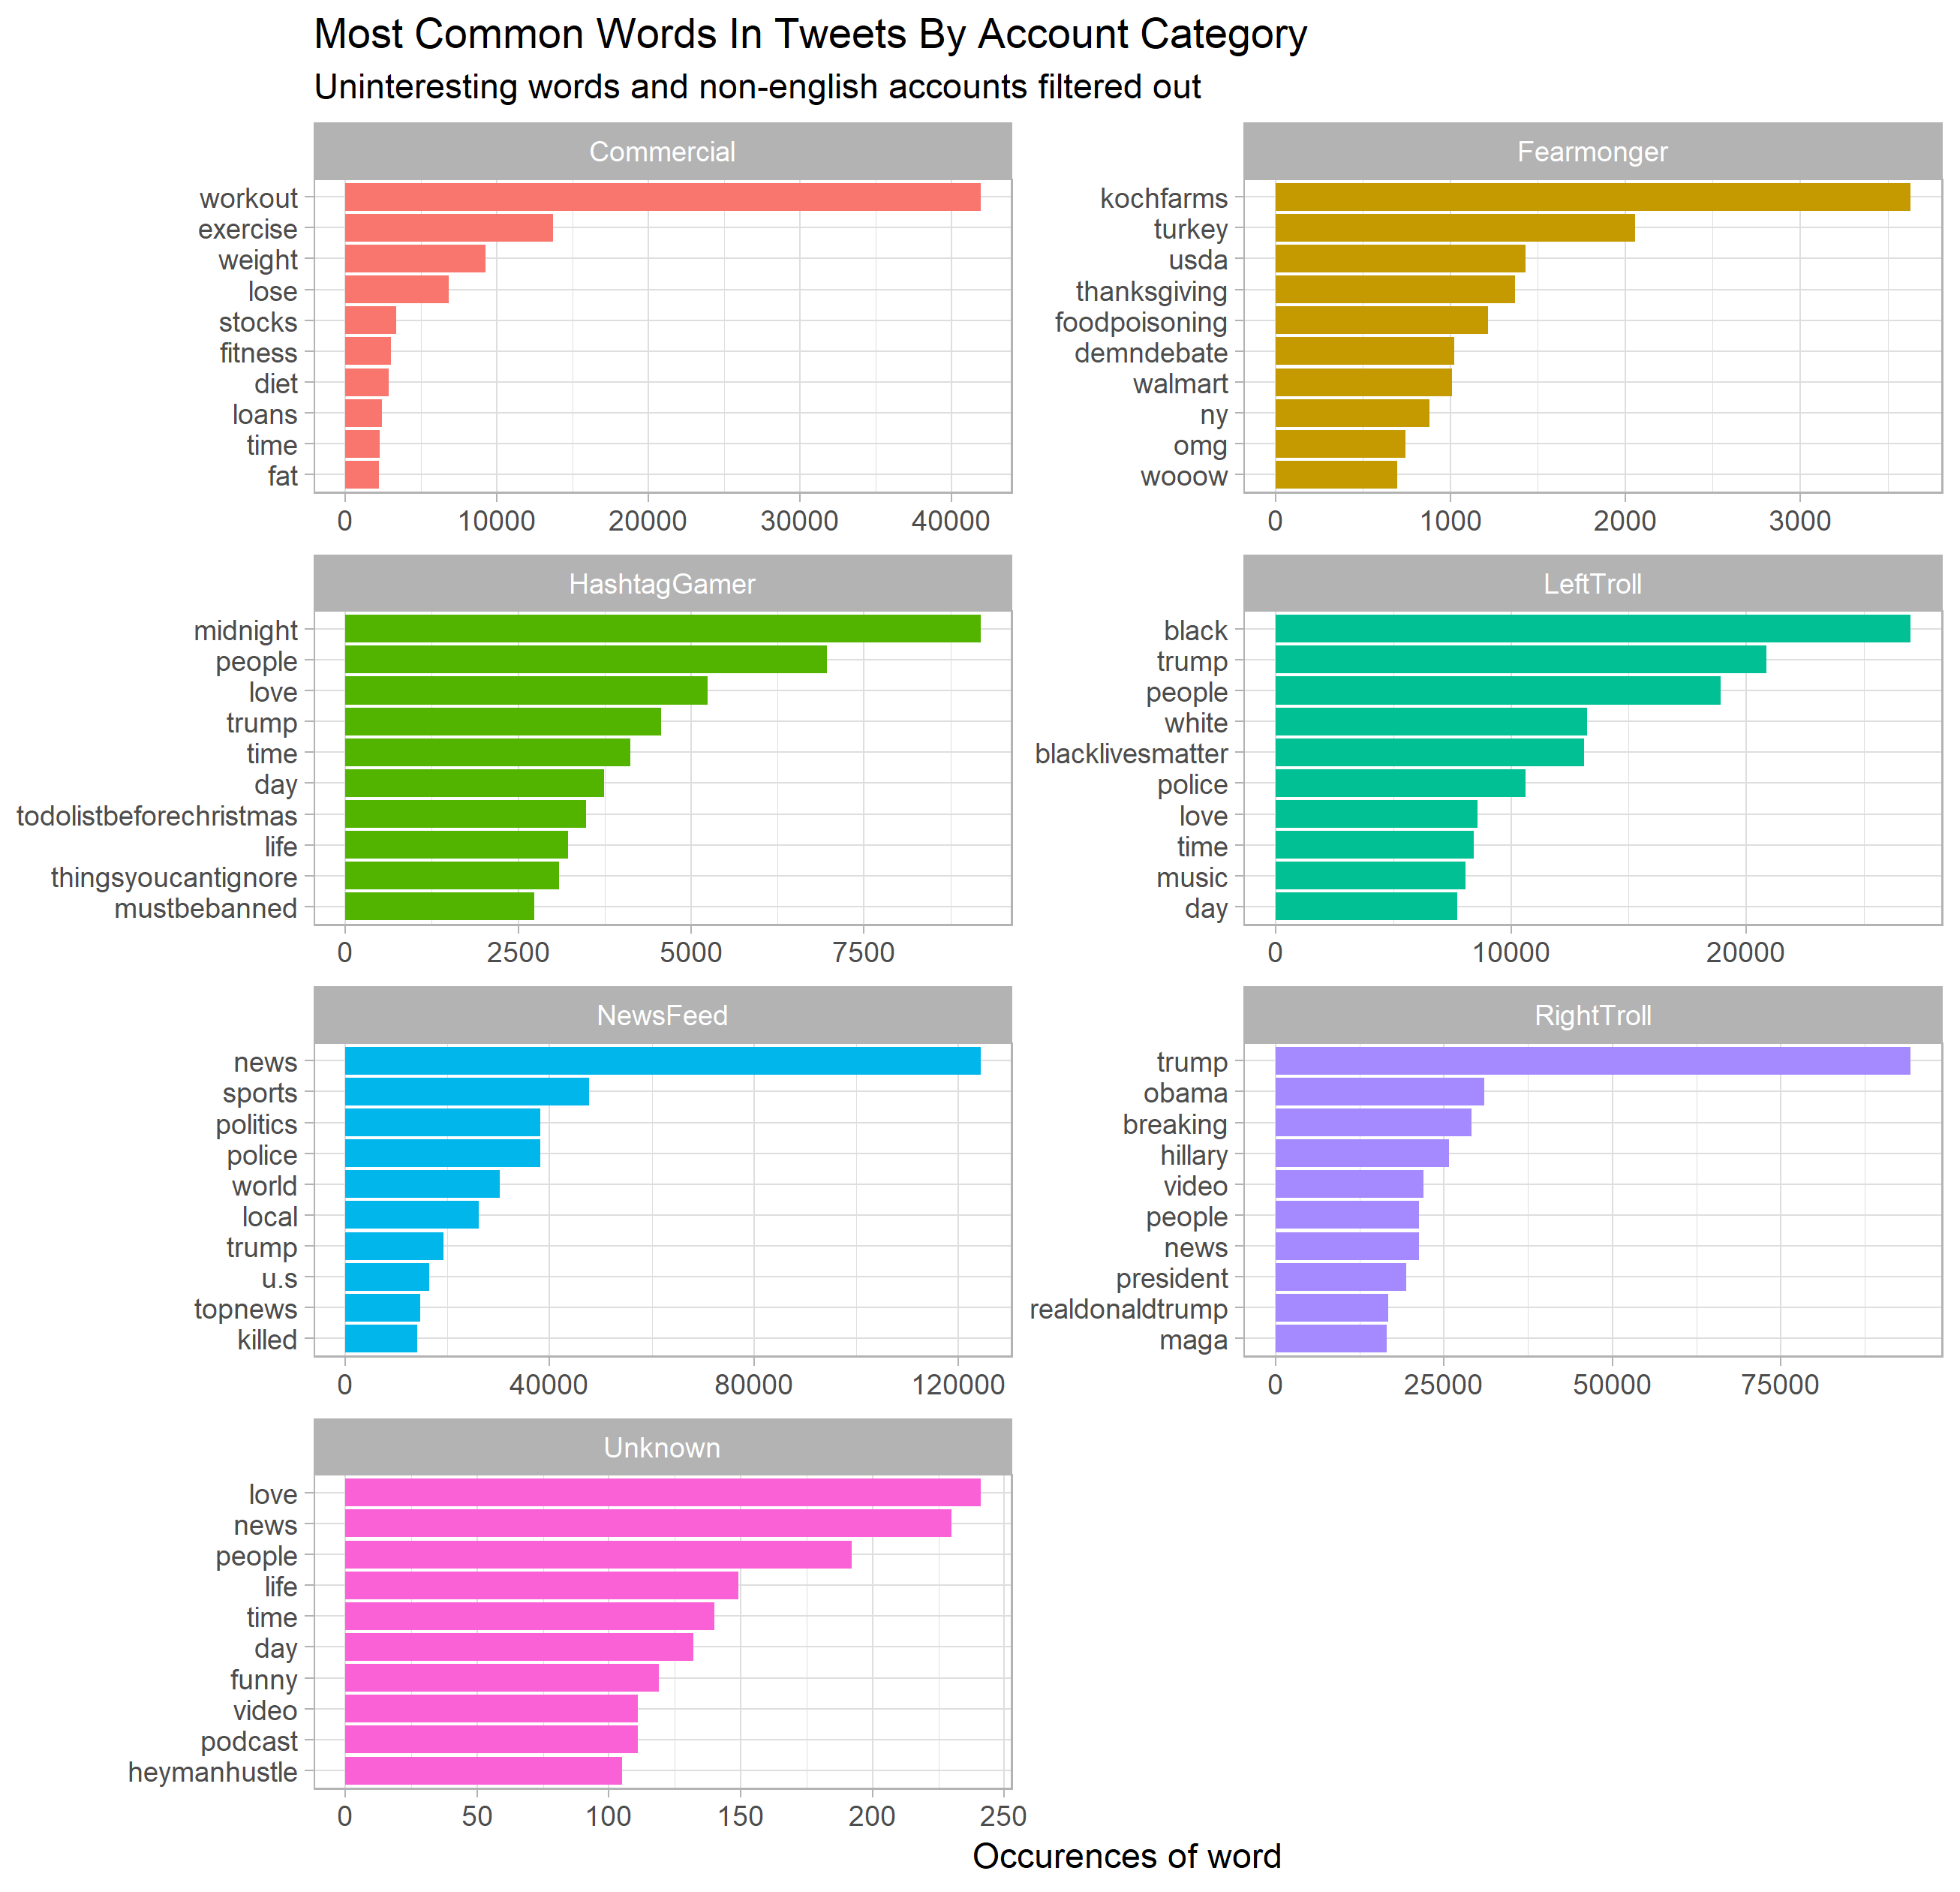 Most Common Words In Tweets By Account Category
Uninteresting words and non-english accounts filtered out
Commercial
workout
exercise
weight
lose
stocks
fitness
diet
loans
time
fat
0 10000 20000 30000 40000
Fearmonger
kochfarms
turkey
usda
thanksgiving
foodpoisoning
demndebate
walmart
ny
omg
wooow
0 1000 2000 3000
HashtagGamer
midnight
people
love
trump
time
day
todolistbeforechristmas
life
thingsyoucantignore
mustbebanned
0 2500 5000 7500
LeftTroll
black
trump
people
white
blacklivesmatter
police
love
time
music
day
0 10000 20000
NewsFeed
news
sports
politics
police
world
local
trump
u.s
topnews
killed
0 40000 80000 120000
RightTroll
trump
obama
breaking
hillary
video
people
news
president
realdonaldtrump
maga
0 25000 50000 75000
Unknown
love
news
people
life
time
day
funny
video
podcast
heymanhustle
0 50 100 150 200 250
Occurences of word